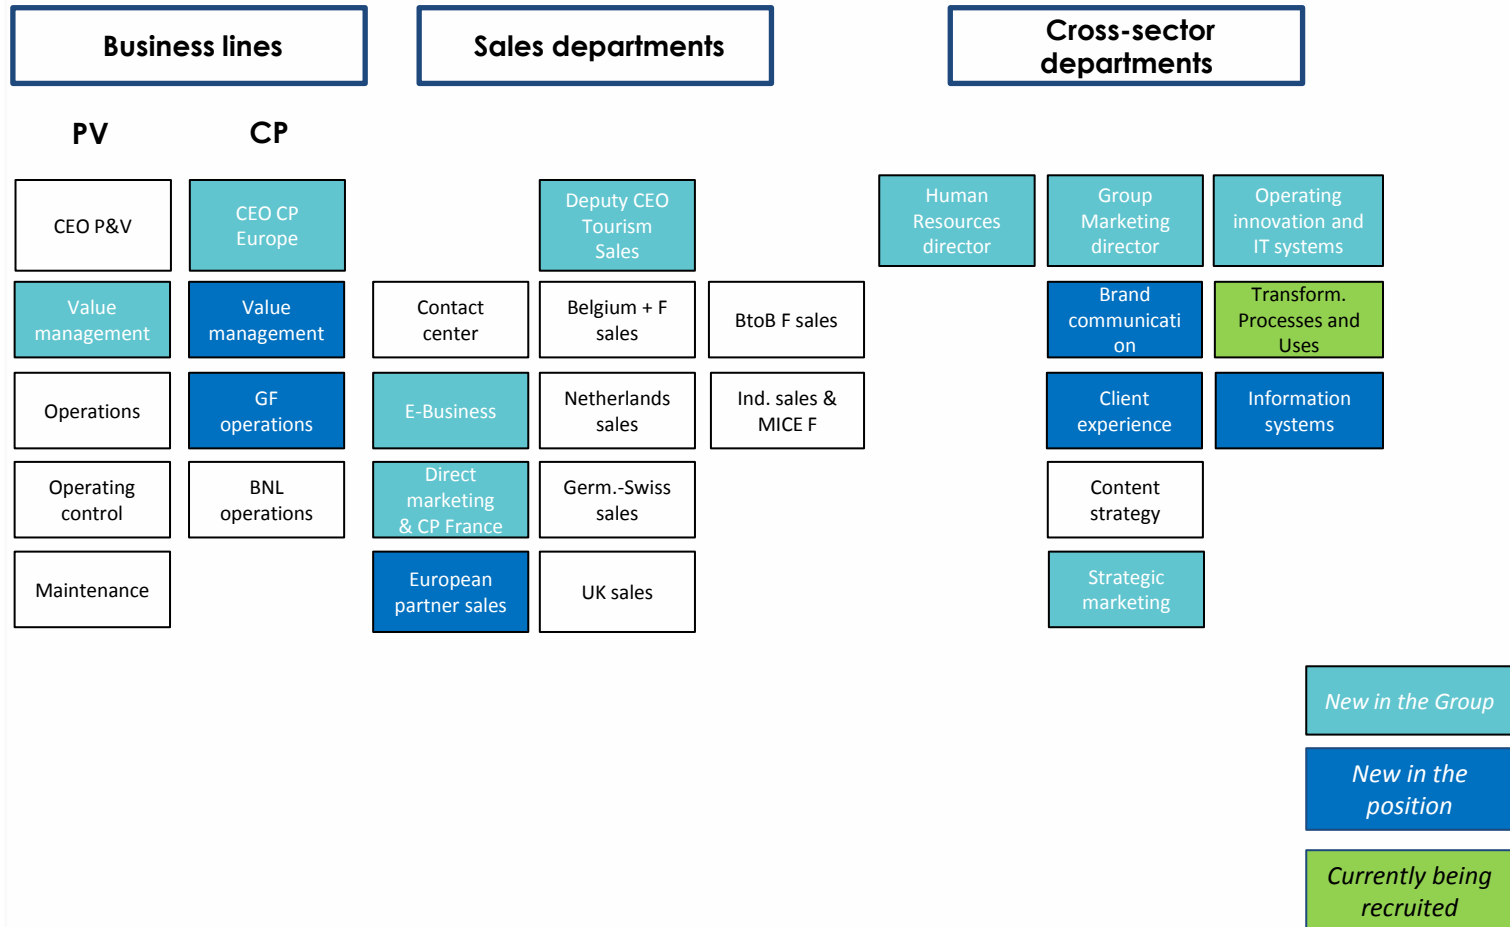 Business lines
Sales departments
Cross-sector
departments
PV
CP
CEO P&V
CEO CP
Europe
Deputy CEO
Tourism
Sales
Human
Resources
director
Group
Marketing
director
Operating
innovation and
IT systems
Value
management
Value
management
Contact
center
Belgium + F
sales
BtoB F sales
Brand
communicati
on
Transform.
Processes and
Uses
Operations
GF
operations
E-Business
Netherlands
sales
Ind. sales &
MICE F
Client
experience
Information
systems
Operating
control
BNL
operations
Direct
marketing
& CP France
Germ.-Swiss
sales
Content
strategy
Maintenance
European
partner sales
UK sales
Strategic
marketing
New in the Group
New in the
position
Currently being
recruited